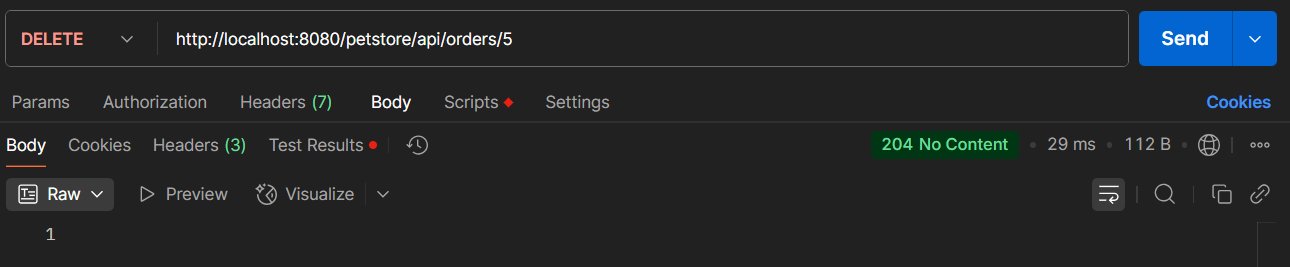 DELETE http://localhost:8080/petstore/api/orders/5 Send
Params Authorization Headers (7) Body Scripts Settings Cookies
Body Cookies Headers (3) Test Results 204 No Content 29 ms 112 B
Raw Preview Visualize
1